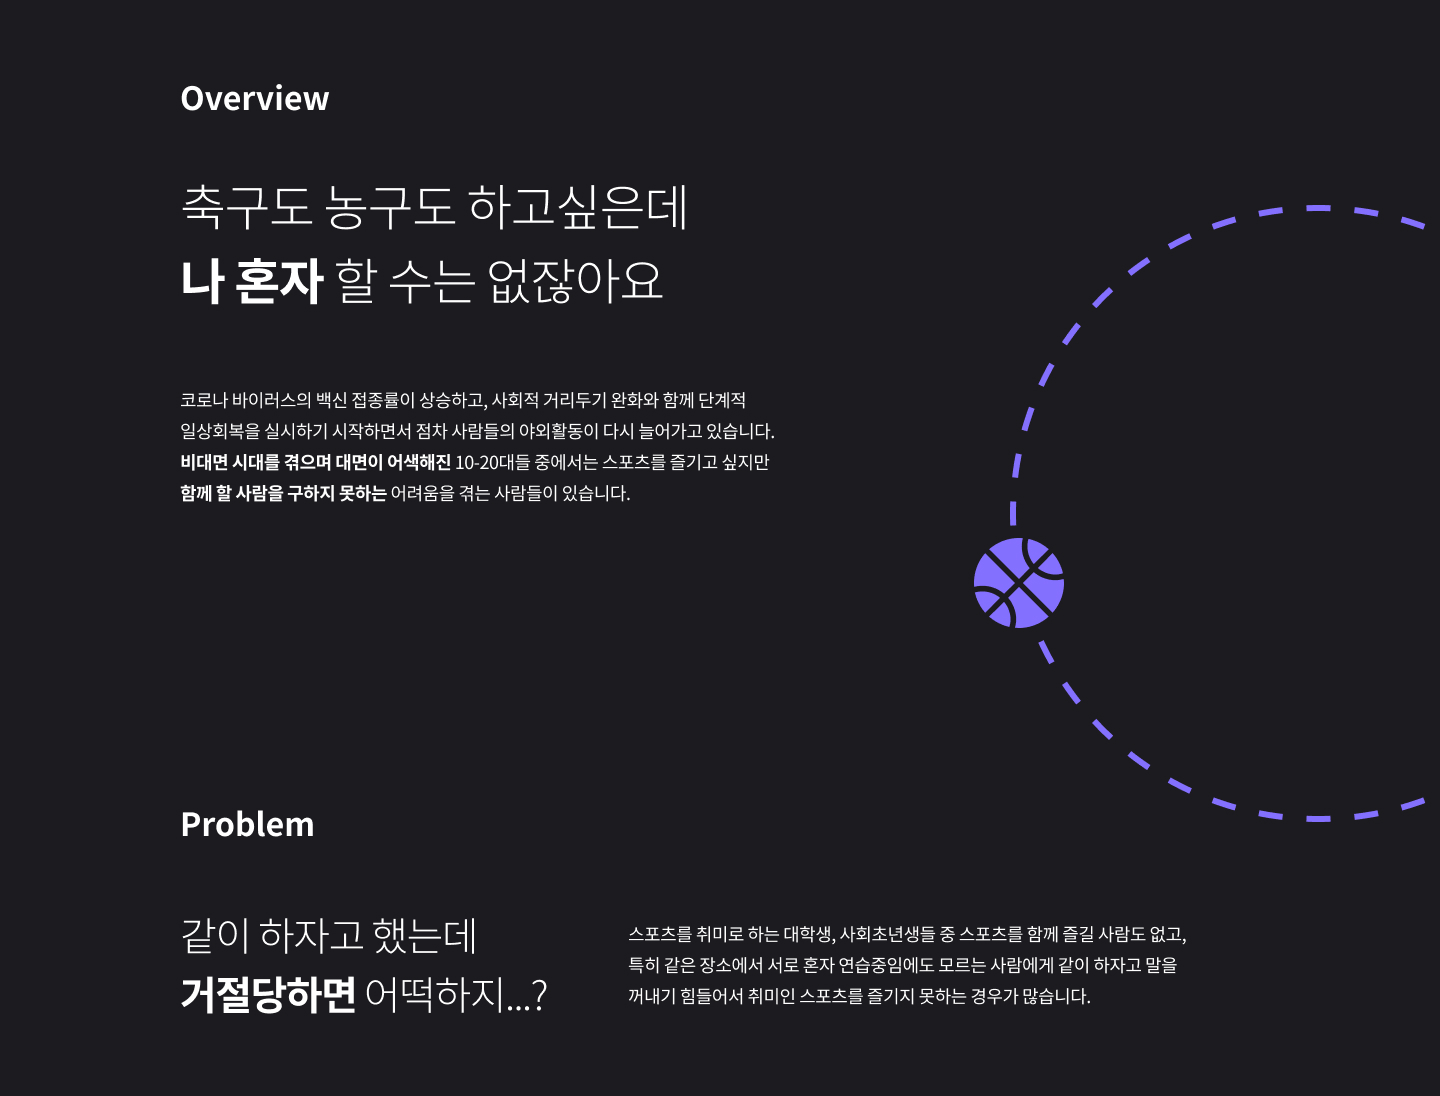 Overview
축구도 농구도 하고싶은데
나 혼자 할 수는 없잖아요
코로나 바이러스의 백신 접종률이 상승하고, 사회적 거리두기 완화와 함께 단계적
일상회복을 실시하기 시작하면서 점차 사람들의 야외활동이 다시 늘어가고 있습니다.
비대면 시대를 겪으며 대면이 어색해진 10-20대들 중에서는 스포츠를 즐기고 싶지만
함께 할 사람을 구하지 못하는 어려움을 겪는 사람들이 있습니다.
Problem
같이 하자고 했는데
거절당하면 어떡하지...?
스포츠를 취미로 하는 대학생, 사회초년생들 중 스포츠를 함께 즐길 사람도 없고,
특히 같은 장소에서 서로 혼자 연습중임에도 모르는 사람에게 같이 하자고 말을
꺼내기 힘들어서 취미인 스포츠를 즐기지 못하는 경우가 많습니다.